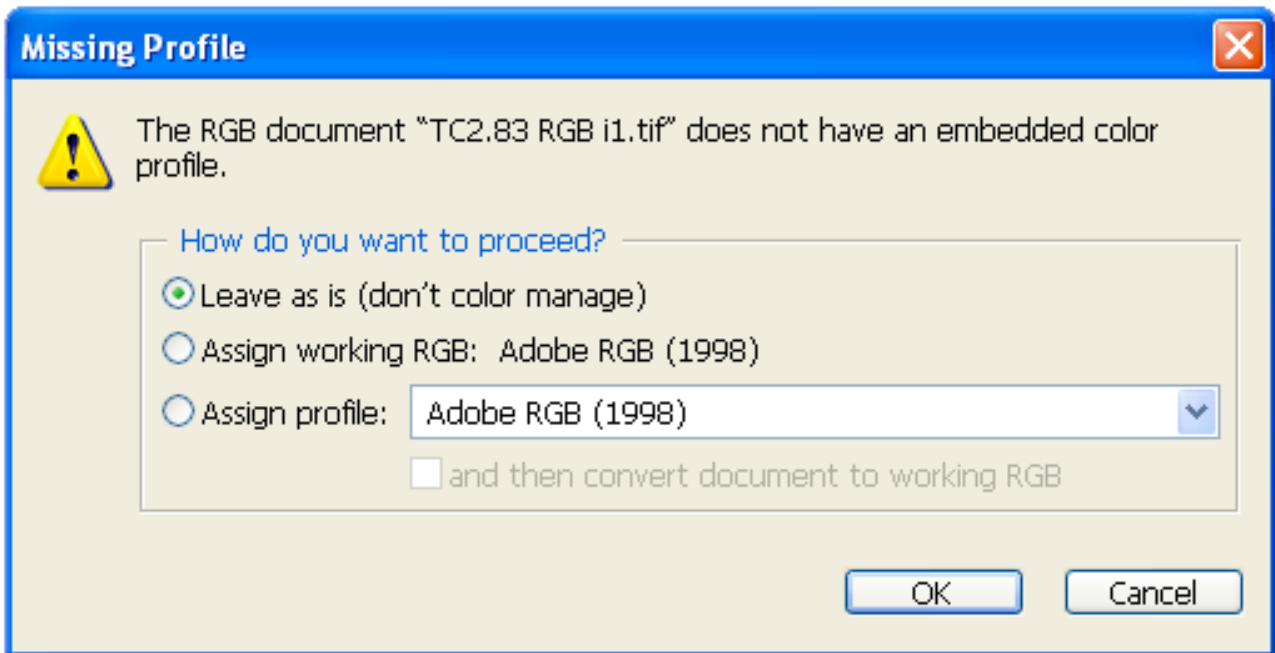 Missing Profile
The RGB document “TC2.83 RGB i1.tif” does not have an embedded color
profile.
How do you want to proceed?
Leave as is (don't color manage)
Assign working RGB: Adobe RGB (1998)
Assign profile: Adobe RGB (1998)
and then convert document to working RGB
OK Cancel